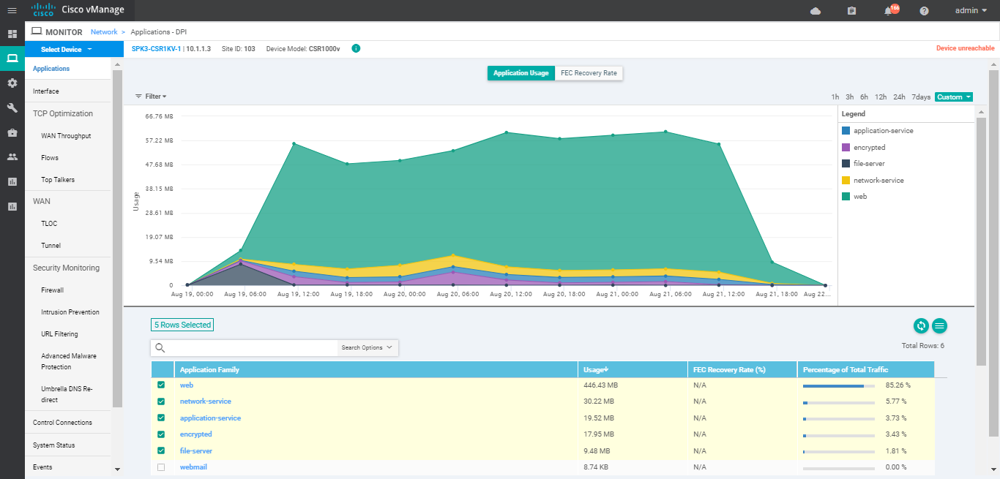 CISCO Cisco vManage 166 admin
MONITOR Network > Applications - DPI
Select Device SPK3-CSR1KV-1 | 10.1.1.3 Site ID: 103 Device Model: CSR1000v Device unreachable
Applications
Interface
TCP Optimization
WAN Throughput
Flows
Top Talkers
WAN
TLOC
Tunnel
Security Monitoring
Firewall
Intrusion Prevention
URL Filtering
Advanced Malware
Protection
Umbrella DNS Re-
direct
Control Connections
System Status
Events
Application Usage FEC Recovery Rate
Filter 1h 3h 6h 12h 24h 7days Custom
Usage
66.76 MB
57.22 MB
47.68 MB
38.15 MB
28.61 MB
19.07 MB
9.54 MB
0
Aug 19, 00:00 Aug 19, 06:00 Aug 19, 12:00 Aug 19, 18:00 Aug 20, 00:00 Aug 20, 06:00 Aug 20, 12:00 Aug 20, 18:00 Aug 21, 00:00 Aug 21, 06:00 Aug 21, 12:00 Aug 21, 18:00 Aug 22...
Legend
application-service
encrypted
file-server
network-service
web
5 Rows Selected
Search Options Total Rows: 6
Application Family Usage FEC Recovery Rate (%) Percentage of Total Traffic
web 446.43 MB N/A 85.26 %
network-service 30.22 MB N/A 5.77 %
application-service 19.52 MB N/A 3.73 %
encrypted 17.95 MB N/A 3.43 %
file-server 9.48 MB N/A 1.81 %
webmail 8.74 KB N/A 0.00 %